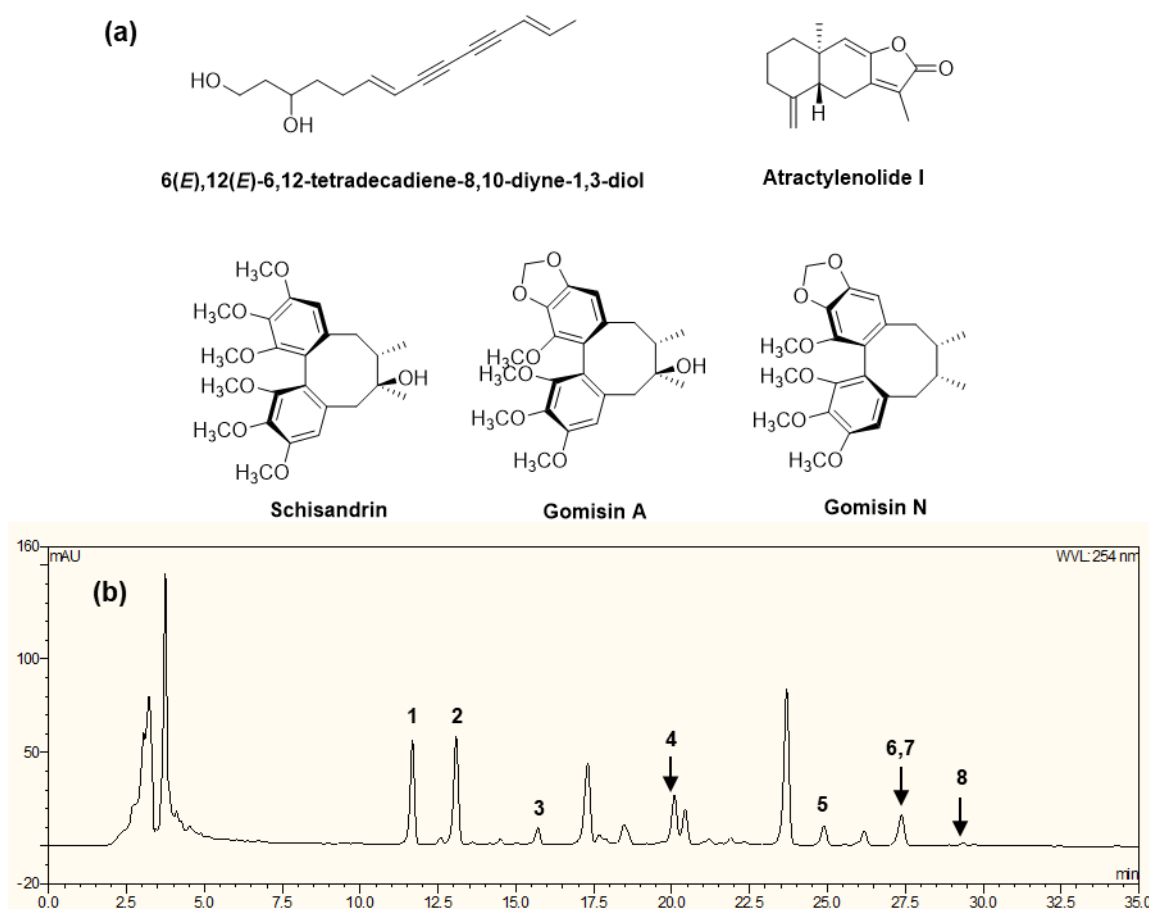 (a)
HO
OH
6(E),12(E)-6,12-tetradecadiene-8,10-diyne-1,3-diol
O
O
H
Atractylenolide I
H₃CO
H₃CO
H₃CO
H₃CO
H₃CO
H₃CO
OH
Schisandrin
O
O
H₃CO
H₃CO
H₃CO
H₃CO
OH
Gomisin A
O
O
H₃CO
H₃CO
H₃CO
H₃CO
Gomisin N
160
mAU
WVL:254 nm
(b)
100
50
-20
1
2
3
4
5
6,7
8
min
0.0 2.5 5.0 7.5 10.0 12.5 15.0 17.5 20.0 22.5 25.0 27.5 30.0 32.5 35.0